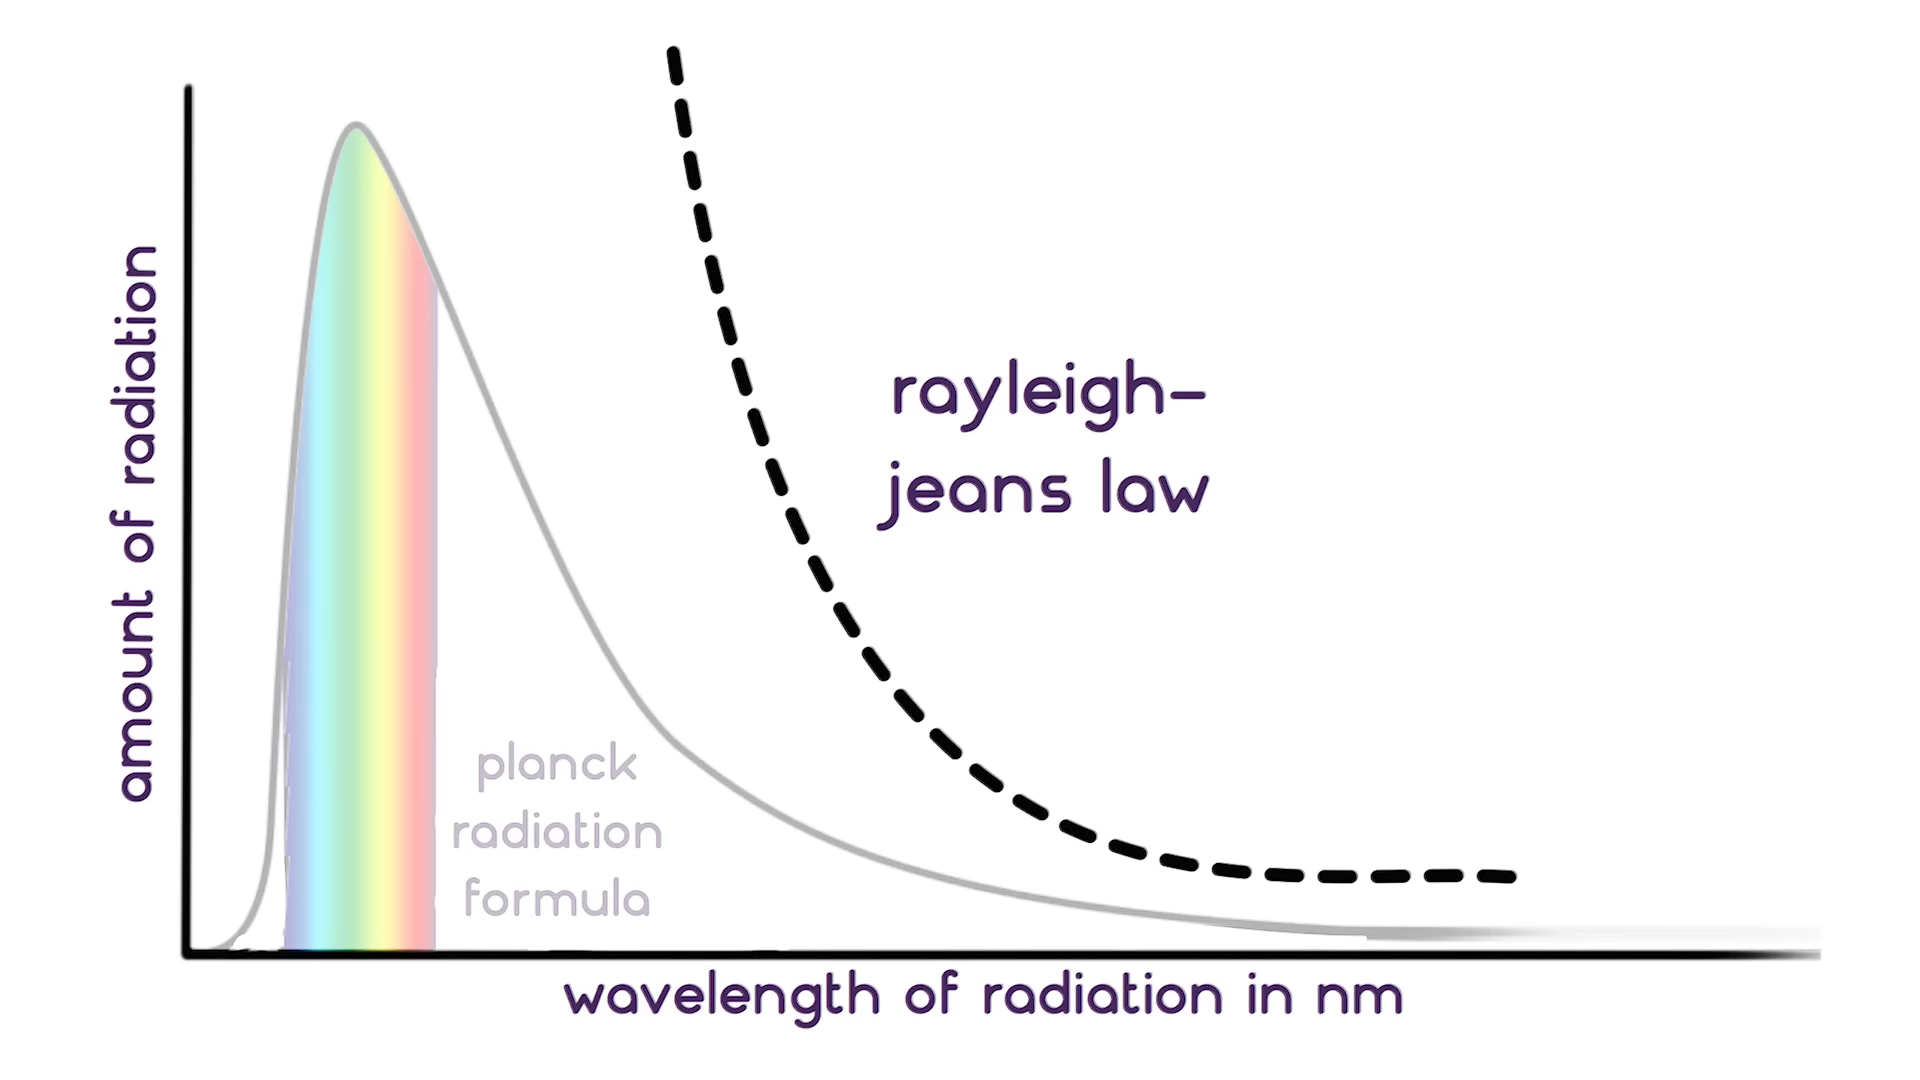 amount of radiation
rayleigh-
jeans law
planck
radiation
formula
wavelength of radiation in nm